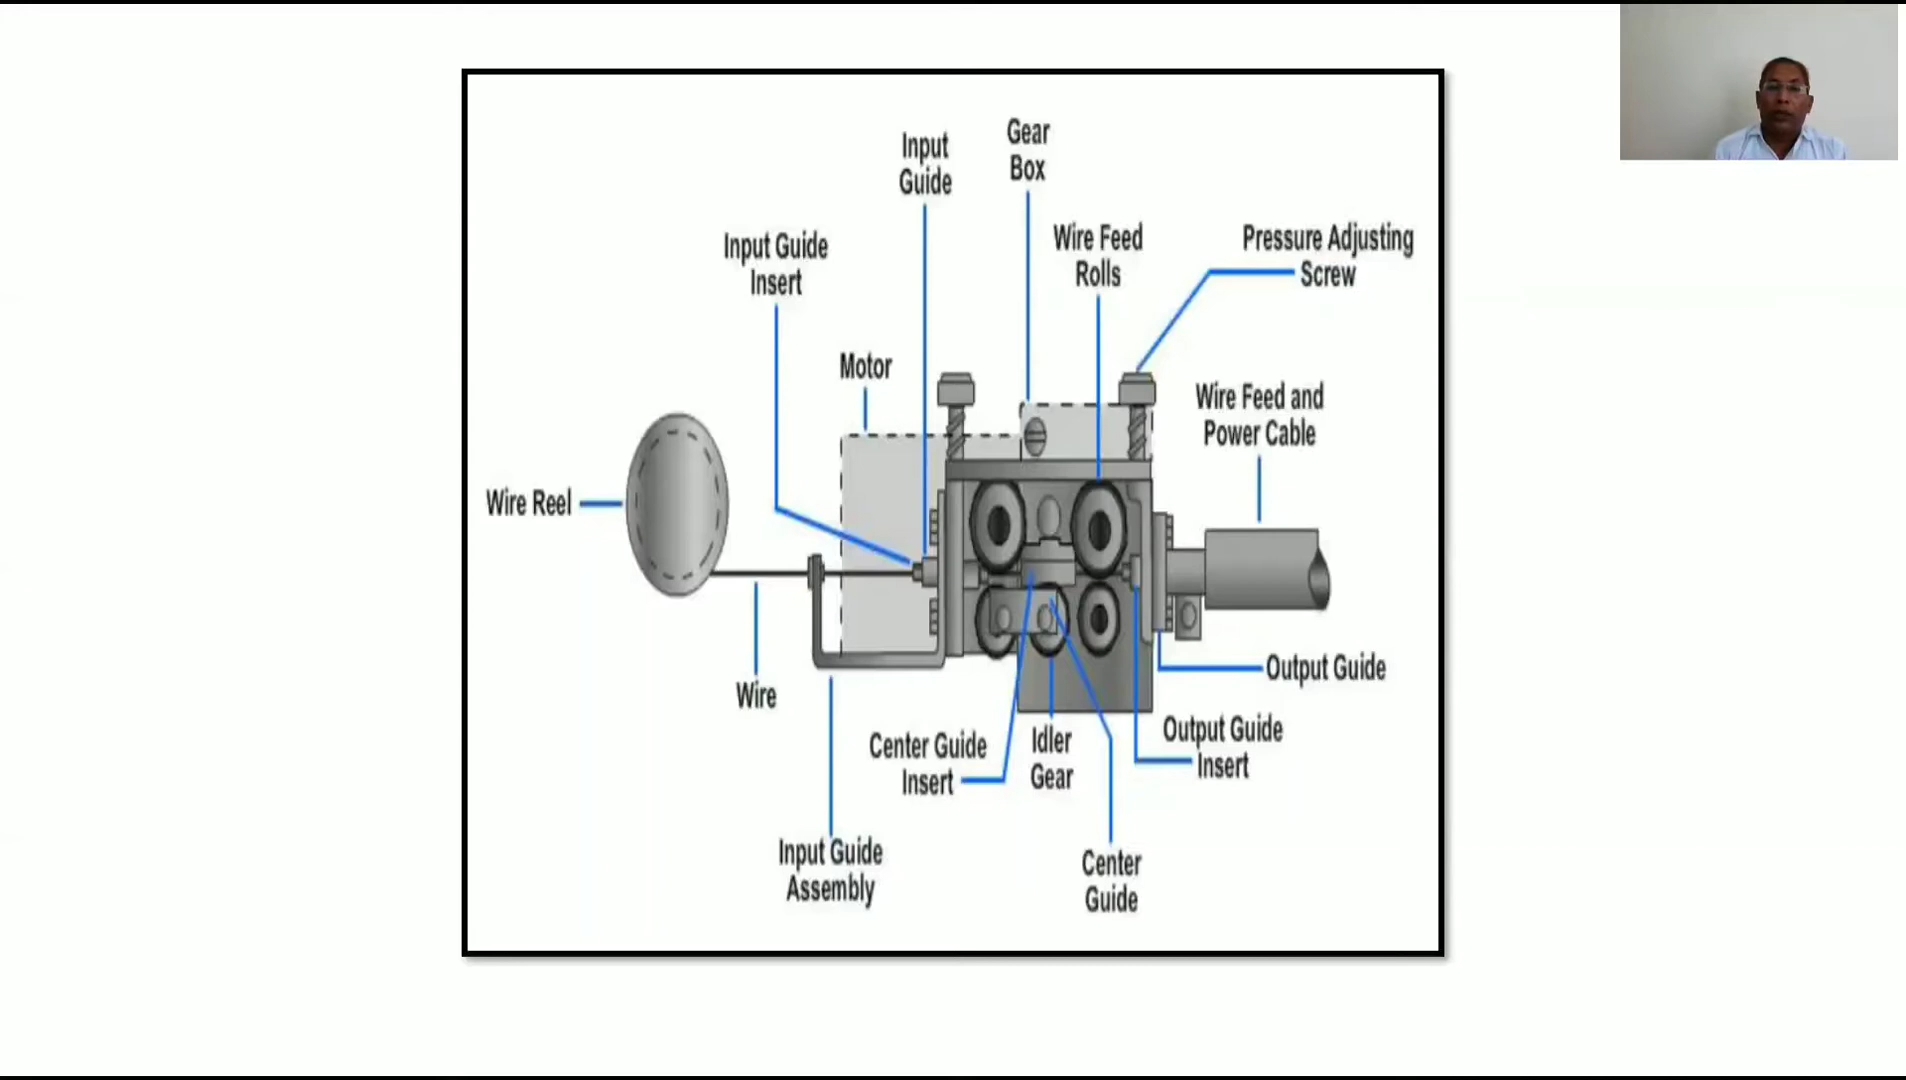 Input
Guide
Gear
Box
Input Guide
Insert
Wire Feed
Rolls
Pressure Adjusting
Screw
Motor
Wire Feed and
Power Cable
Wire Reel
Wire
Output Guide
Center Guide
Insert
Idler
Gear
Output Guide
Insert
Input Guide
Assembly
Center
Guide